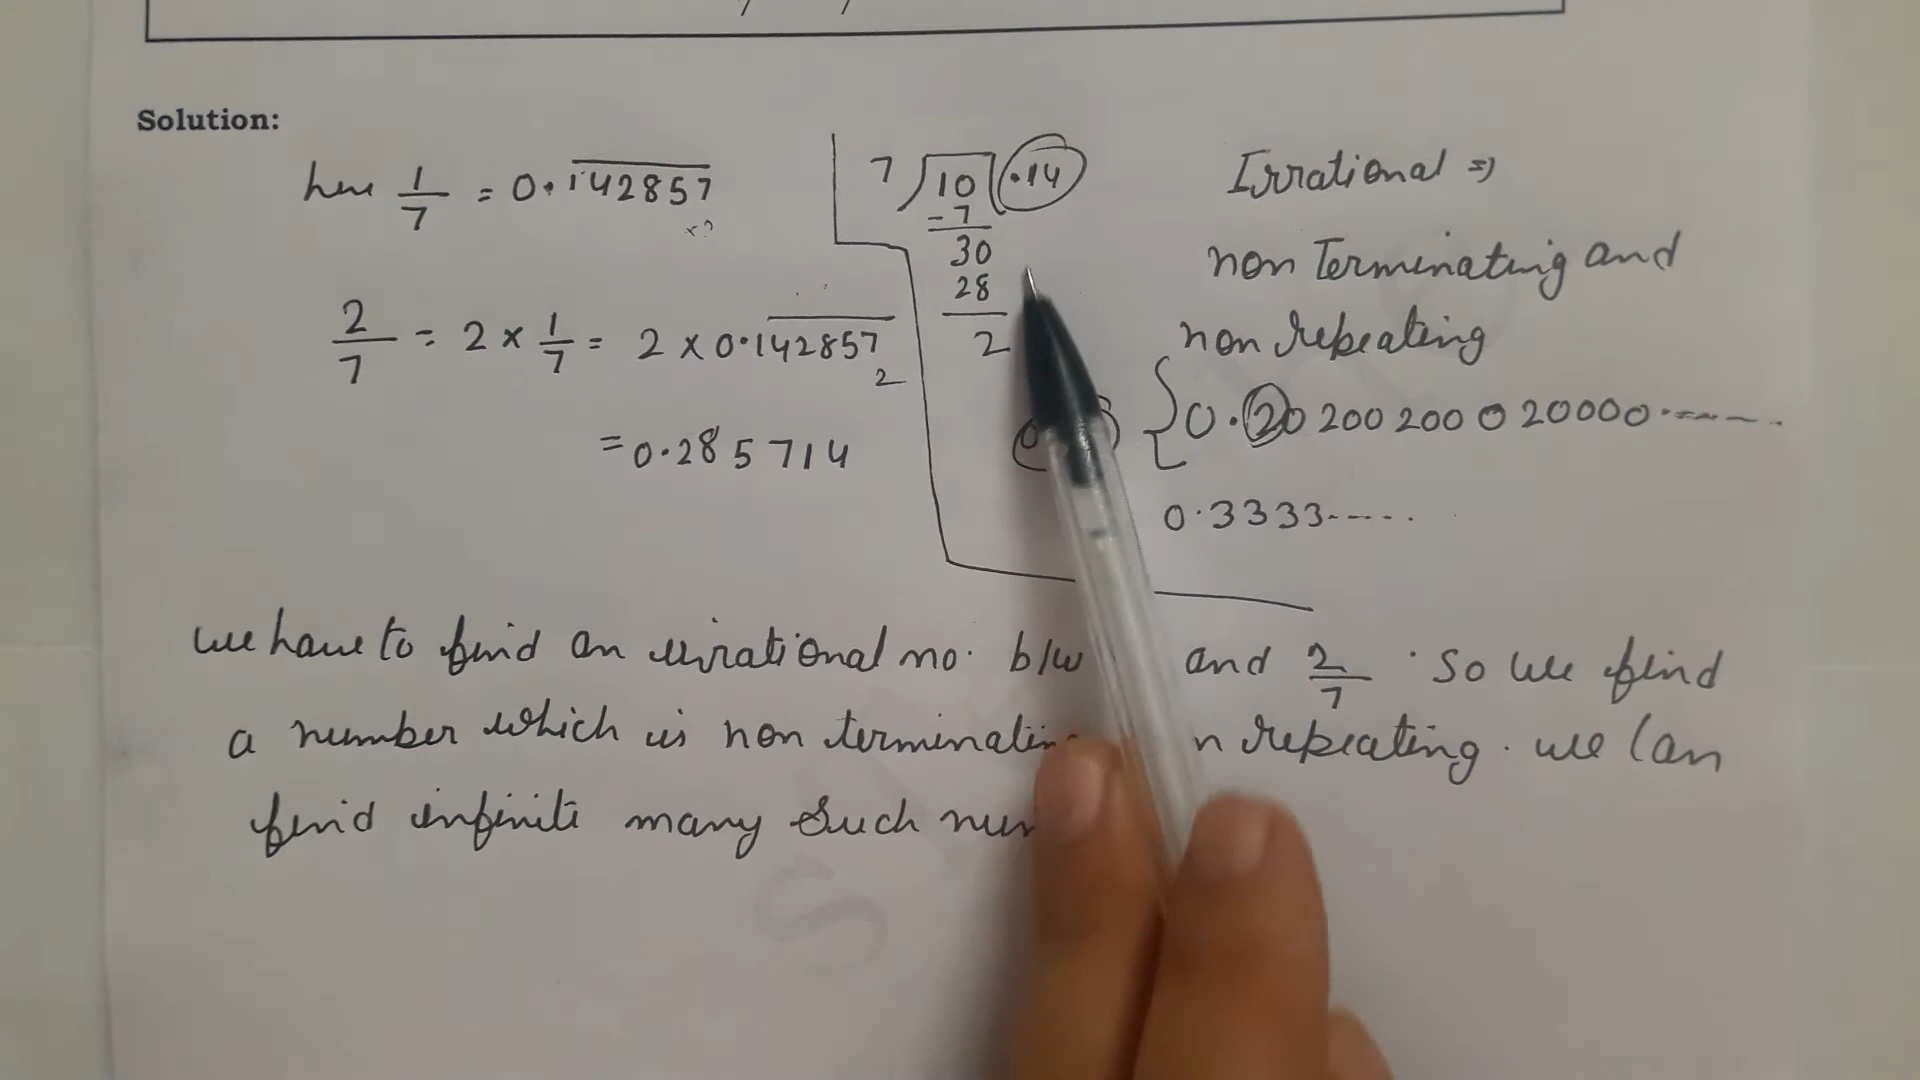 Solution:
here 1/7 = 0.142857
2/7 = 2 × 1/7 = 2 × 0.142857
2
= 0.285714
7 ) 10 ( .14
- 7
30
28
2
Irrational ⇒
non Terminating and
non repeating
0.20 200 200 0 20000 .----.
0.3333-----.
we have to find an irrational no. b/w and 2/7 . So we find
a number which is non terminating n repeating. we can
find infinite many such num